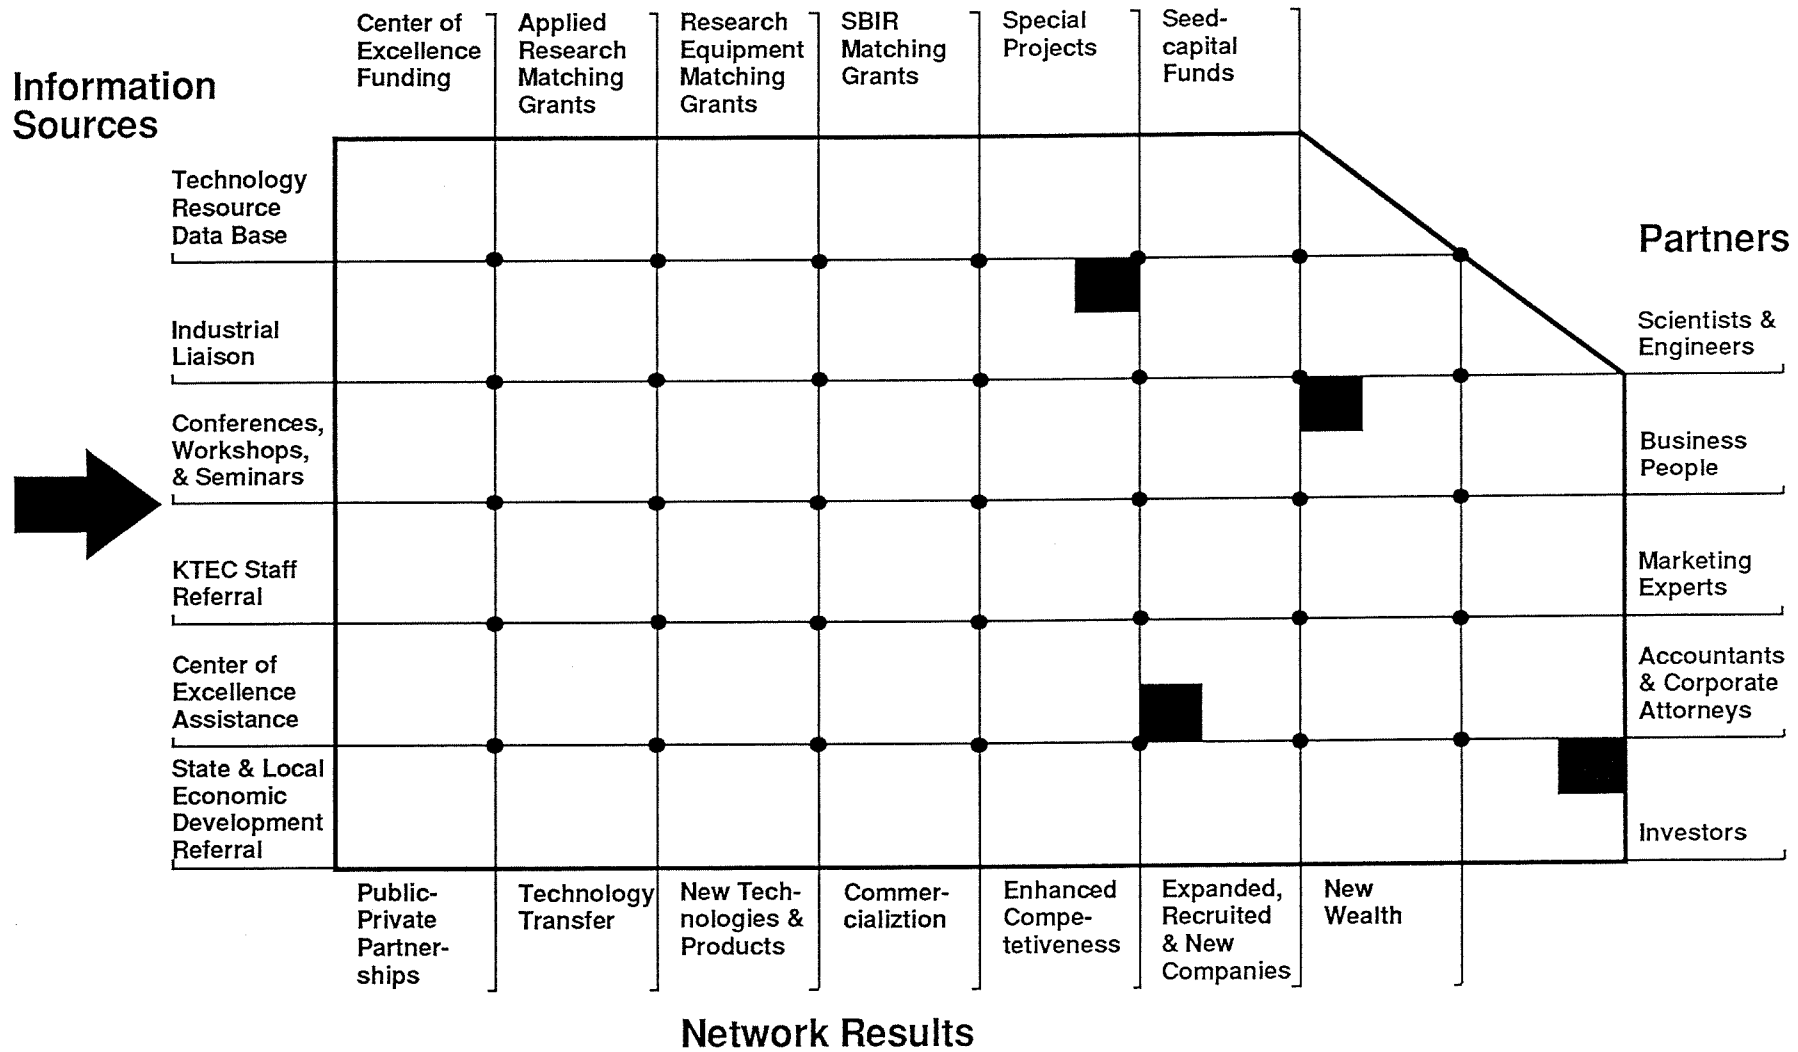 Center of
Excellence
Funding
Applied
Research
Matching
Grants
Research
Equipment
Matching
Grants
SBIR
Matching
Grants
Special
Projects
Seed-
capital
Funds
Information
Sources
Technology
Resource
Data Base
Industrial
Liaison
Conferences,
Workshops,
& Seminars
KTEC Staff
Referral
Center of
Excellence
Assistance
State & Local
Economic
Development
Referral
Partners
Scientists &
Engineers
Business
People
Marketing
Experts
Accountants
& Corporate
Attorneys
Investors
Public-
Private
Partner-
ships
Technology
Transfer
New Tech-
nologies &
Products
Commer-
cializtion
Enhanced
Compe-
tetiveness
Expanded,
Recruited
& New
Companies
New
Wealth
Network Results